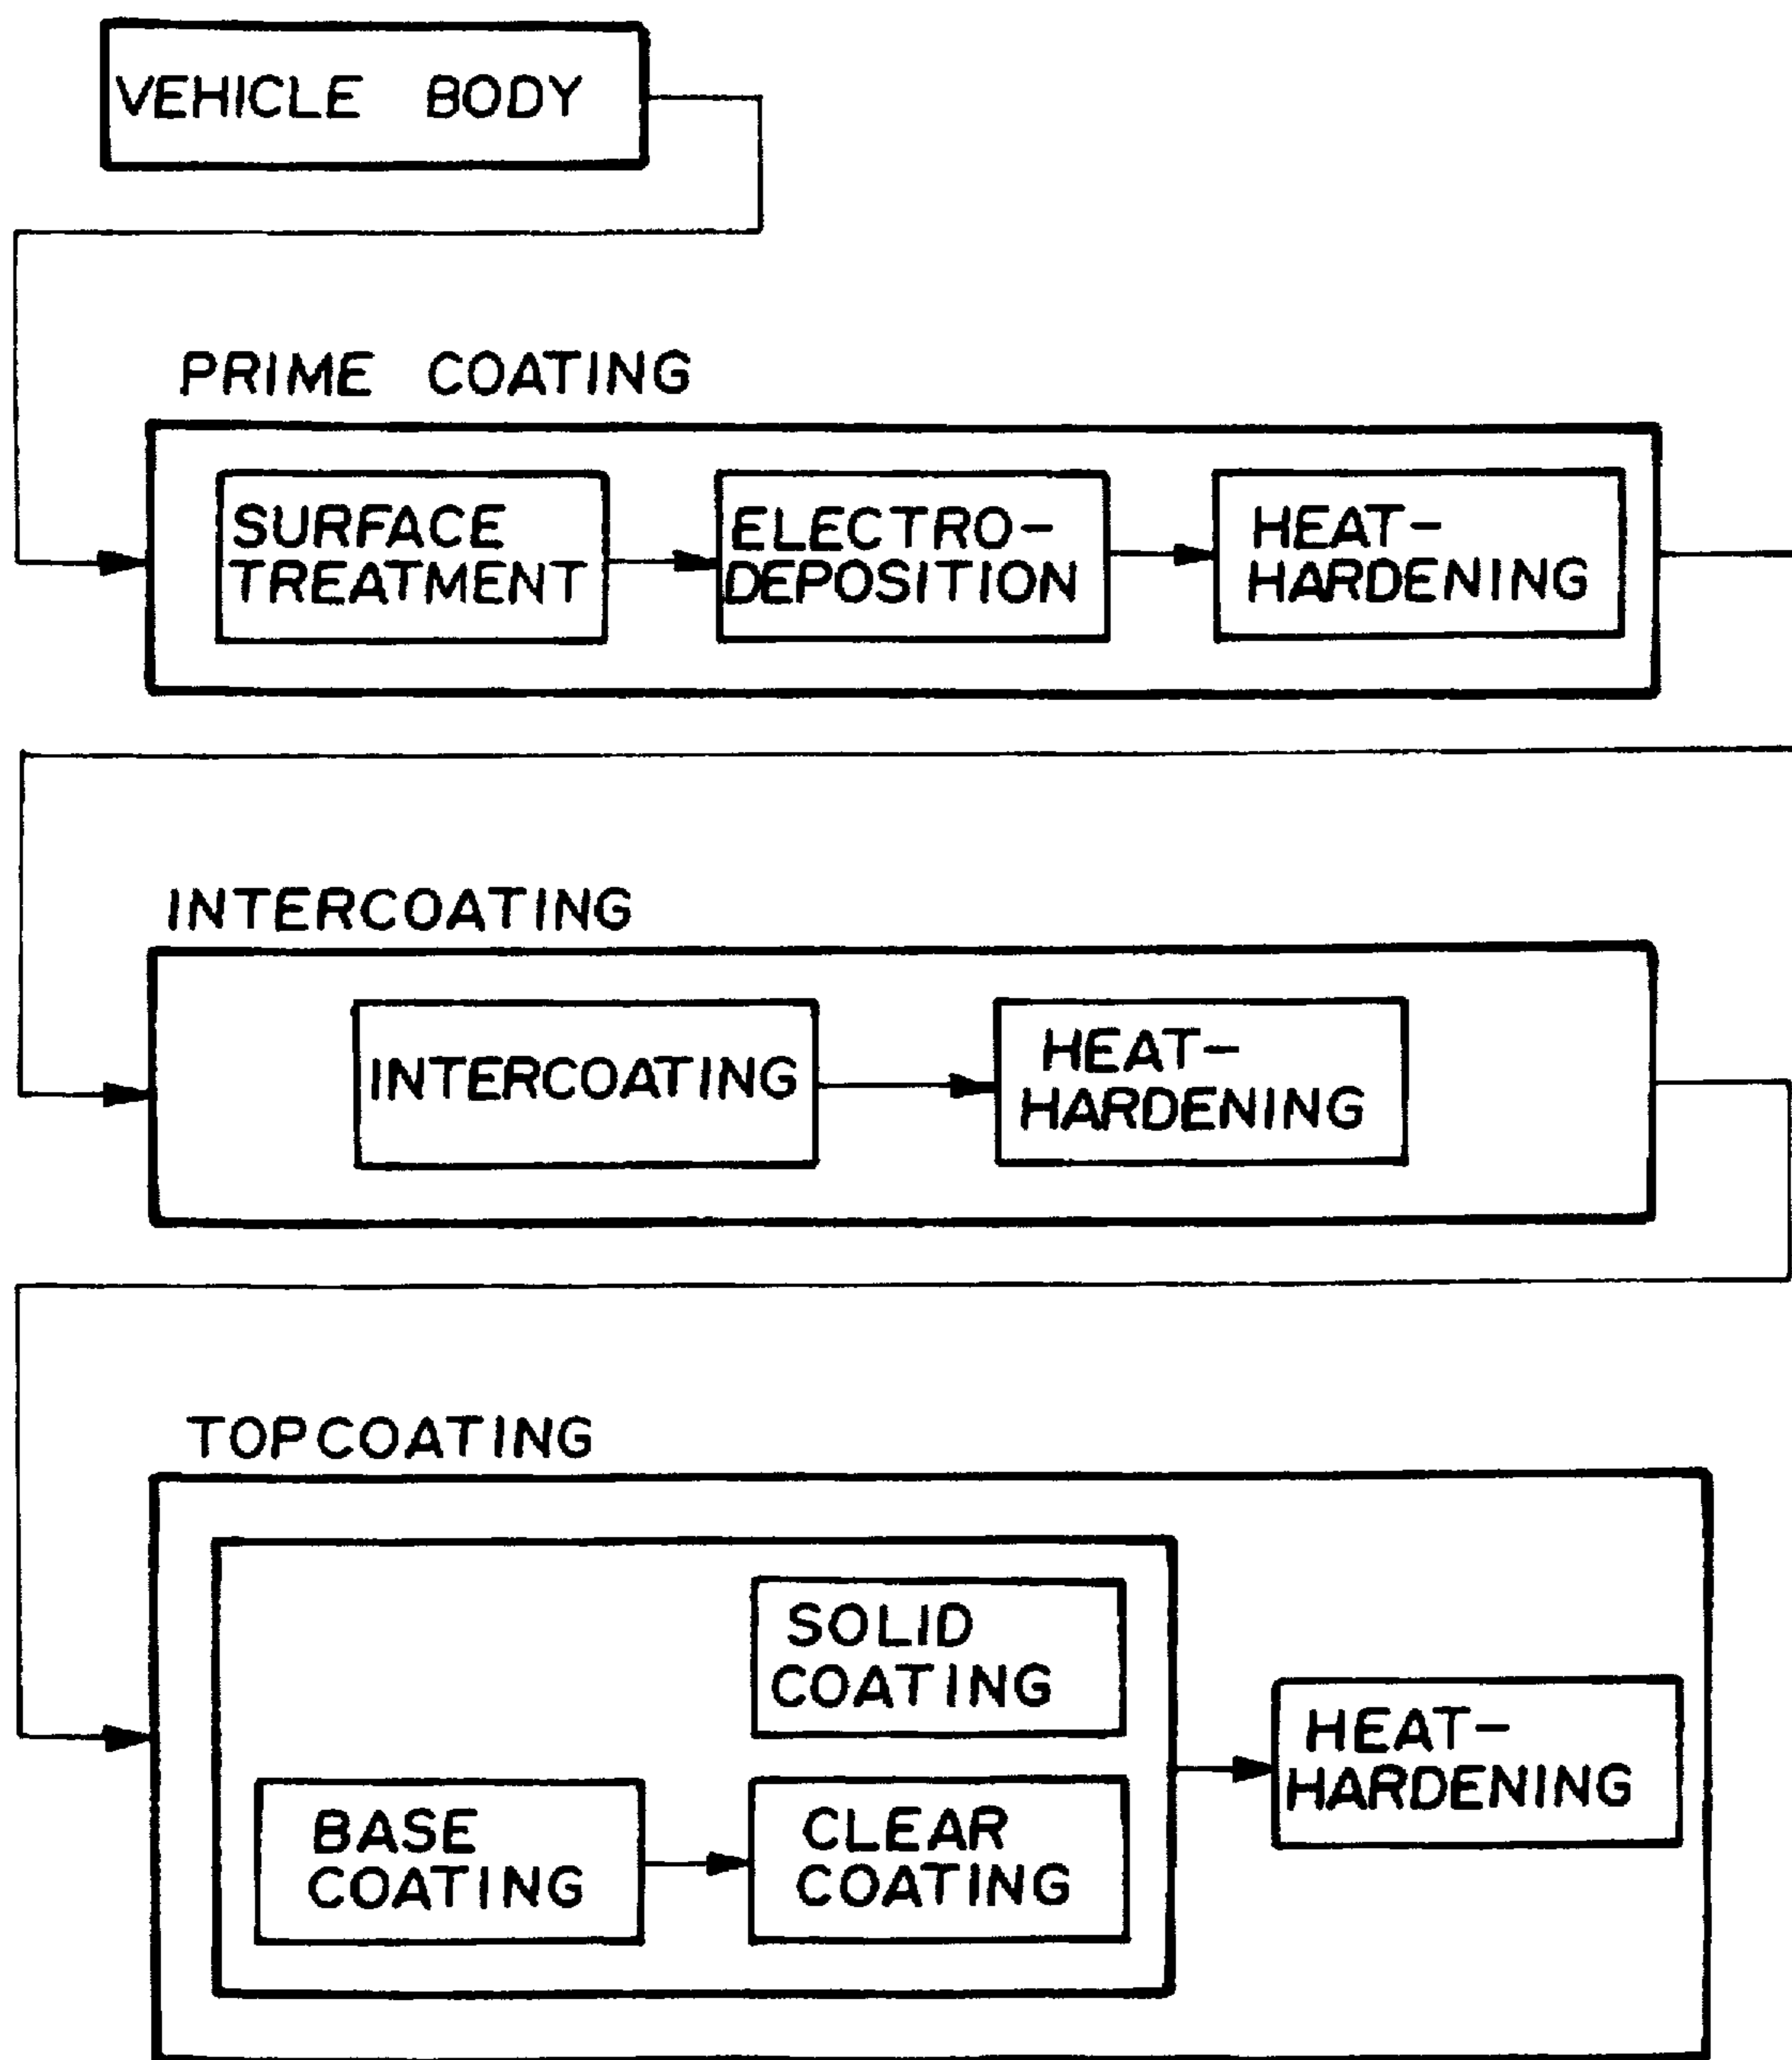 VEHICLE BODY
PRIME COATING
SURFACE
TREATMENT
ELECTRO-
DEPOSITION
HEAT-
HARDENING
INTERCOATING
INTERCOATING
HEAT-
HARDENING
TOPCOATING
SOLID
COATING
BASE
COATING
CLEAR
COATING
HEAT-
HARDENING